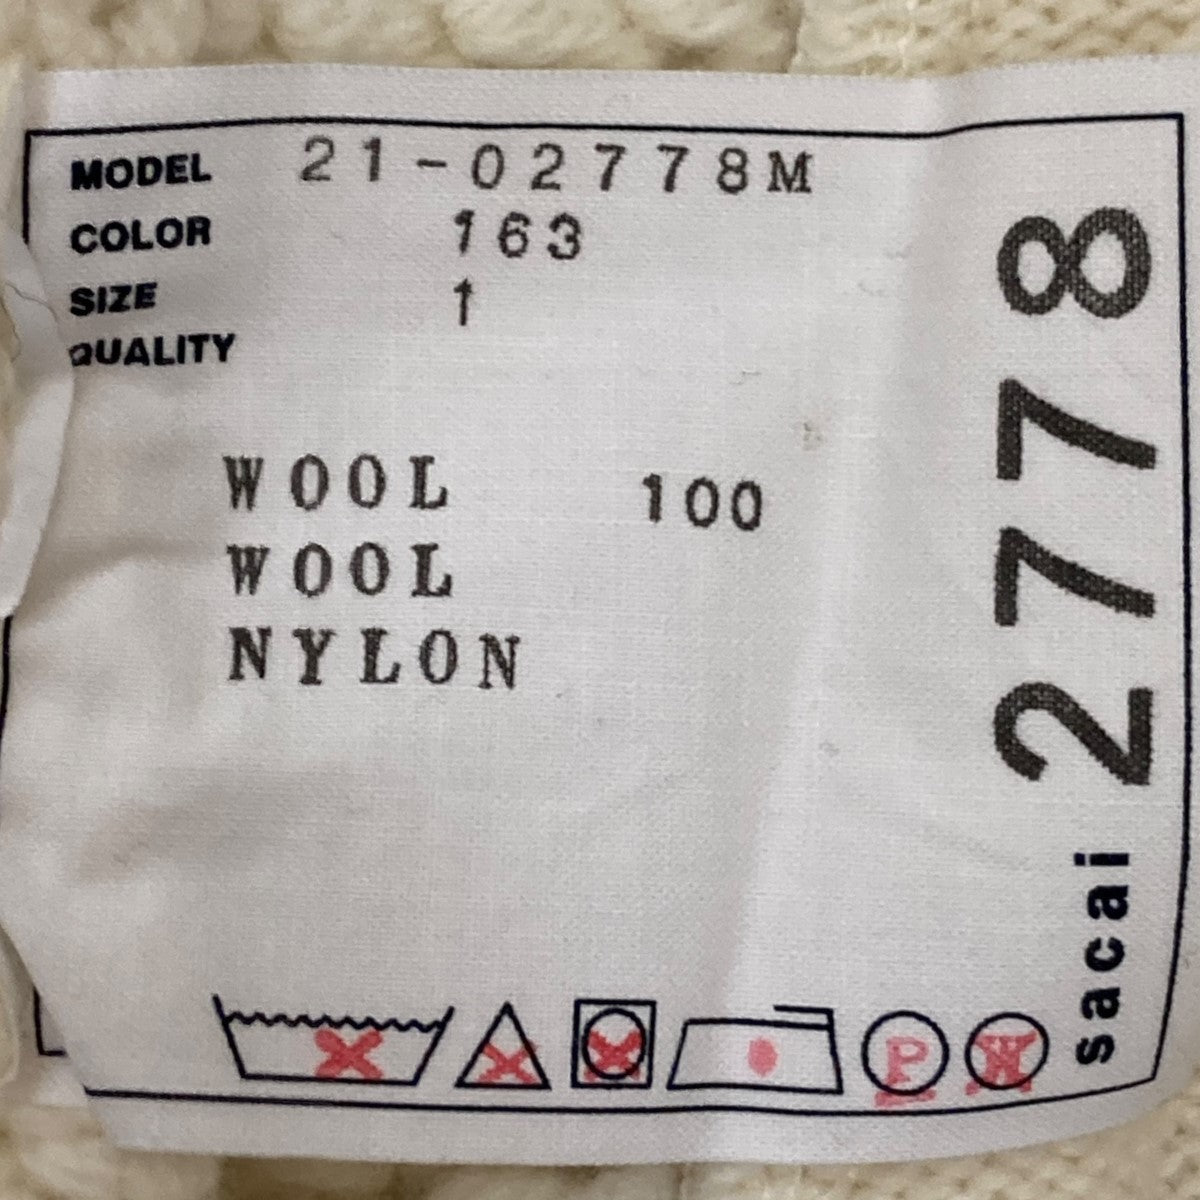 MODEL 21-02778M
COLOR 163
SIZE 1
QUALITY
WOOL 100
WOOL
NYLON
P
W
sacai 2778